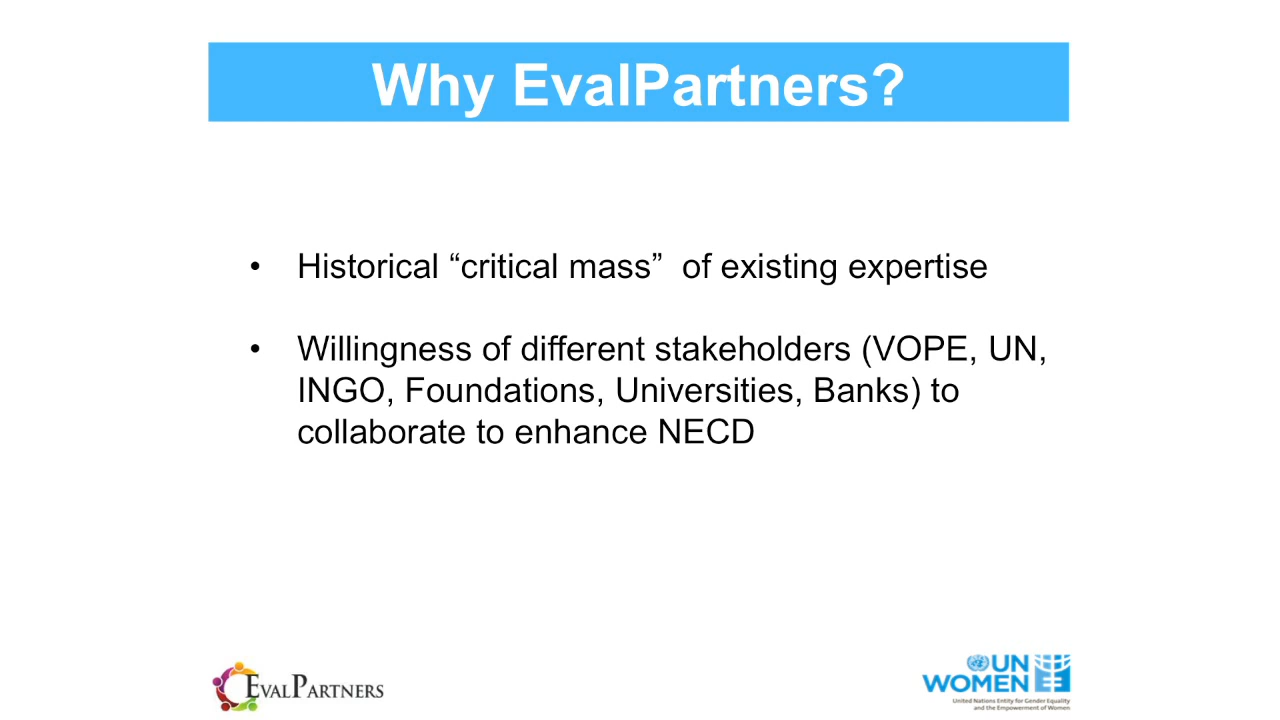 Why EvalPartners?
• Historical “critical mass”  of existing expertise
• Willingness of different stakeholders (VOPE, UN,
INGO, Foundations, Universities, Banks) to
collaborate to enhance NECD
EVALPARTNERS
UN
WOMEN
United Nations Entity for Gender Equality
and the Empowerment of Women